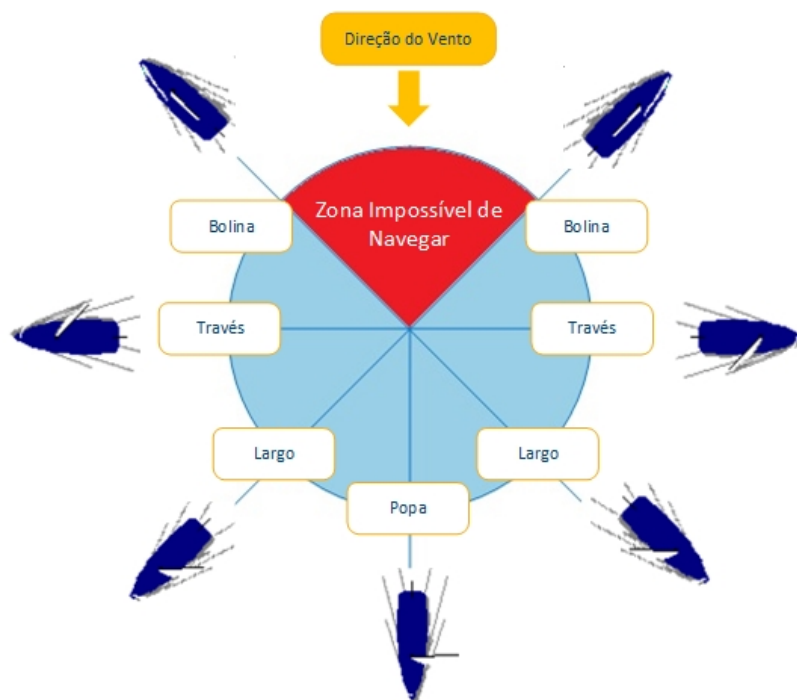 Direção do Vento
Zona Impossível de
Navegar
Bolina
Bolina
Través
Través
Largo
Largo
Popa